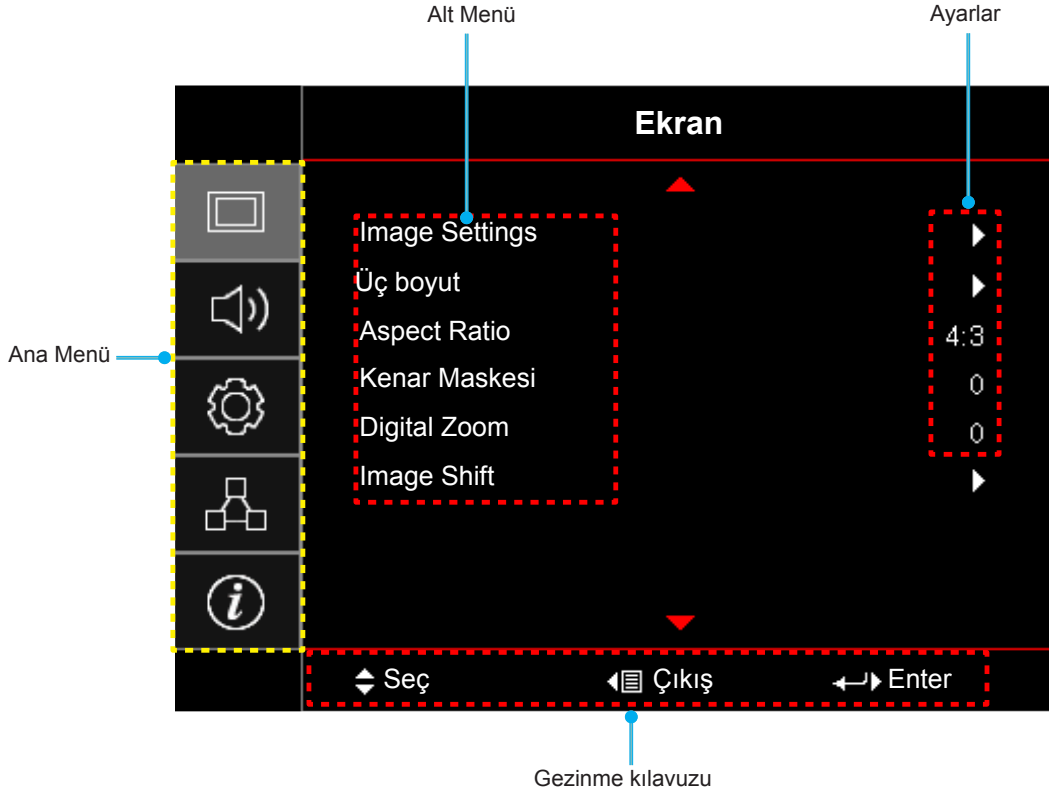 Alt Menü
Ayarlar
Ekran
Image Settings
Üç boyut
Aspect Ratio
4:3
Ana Menü
Kenar Maskesi
0
Digital Zoom
0
Image Shift
Seç
Çıkış
Enter
Gezinme kılavuzu